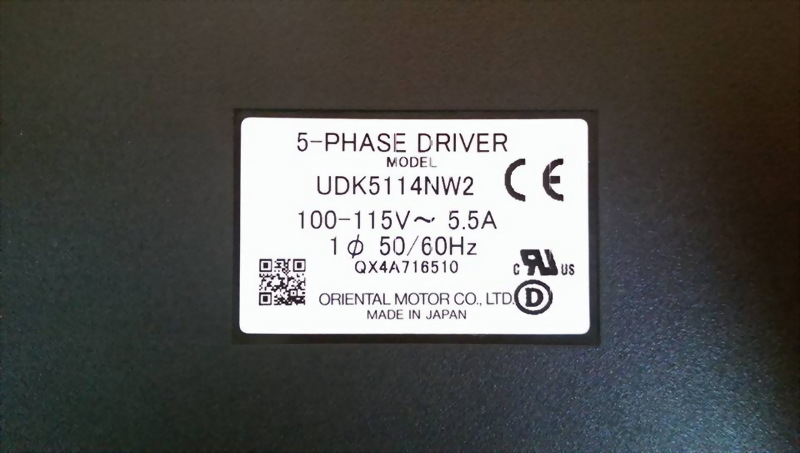 5-PHASE DRIVER
MODEL
UDK5114NW2
CE
100-115V~ 5.5A
1ϕ 50/60Hz
QX4A716510
c RU US
ORIENTAL MOTOR CO., LTD.
D
MADE IN JAPAN